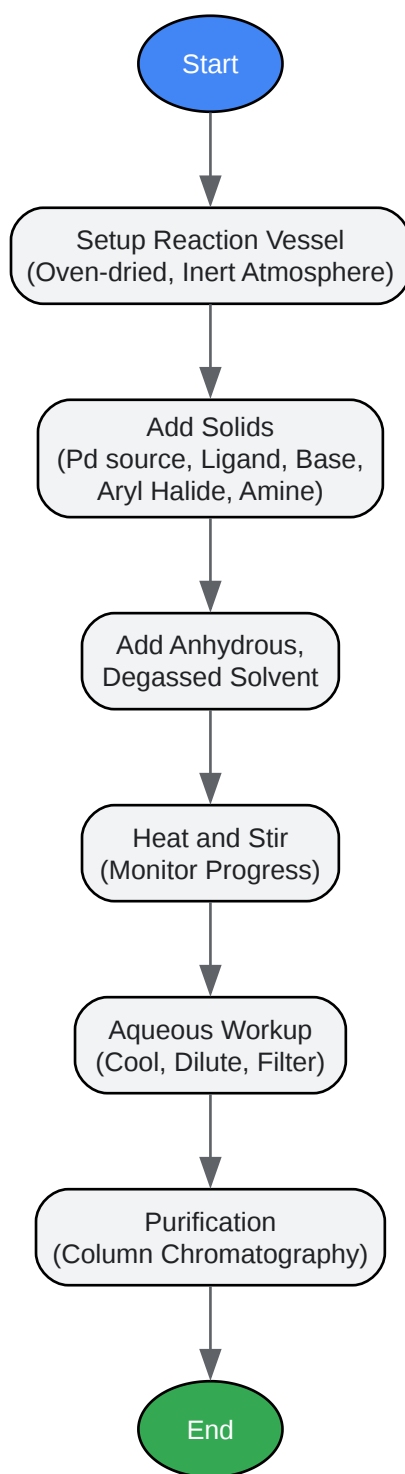 Start
Setup Reaction Vessel
(Oven-dried, Inert Atmosphere)
Add Solids
(Pd source, Ligand, Base,
Aryl Halide, Amine)
Add Anhydrous,
Degassed Solvent
Heat and Stir
(Monitor Progress)
Aqueous Workup
(Cool, Dilute, Filter)
Purification
(Column Chromatography)
End